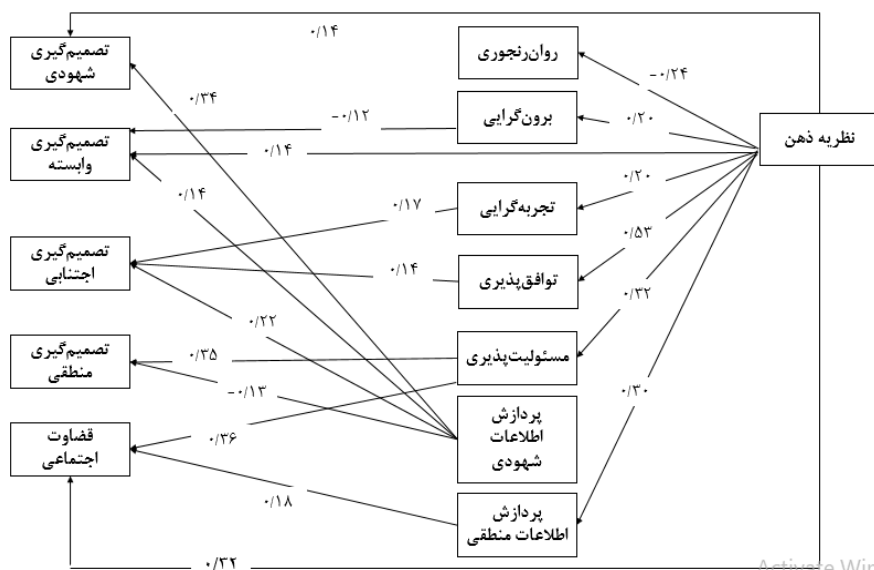 ۰/۱۴
روان‌رنجوری
تصمیم‌گیری
شهودی
-۰/۲۴
۰/۳۴
برون‌گرایی
-۰/۱۲
۰/۲۰
نظریه ذهن
تصمیم‌گیری
وابسته
۰/۱۴
۰/۲۰
۰/۱۴
تجربه‌گرایی
۰/۱۷
۰/۵۳
تصمیم‌گیری
اجتنابی
۰/۱۴
توافق‌پذیری
۰/۳۲
۰/۲۲
مسئولیت‌پذیری
تصمیم‌گیری
منطقی
۰/۳۵
-۰/۱۳
۰/۳۰
پردازش
اطلاعات
شهودی
قضاوت
اجتماعی
۰/۳۶
پردازش
اطلاعات منطقی
۰/۱۸
۰/۳۲
Activate Win